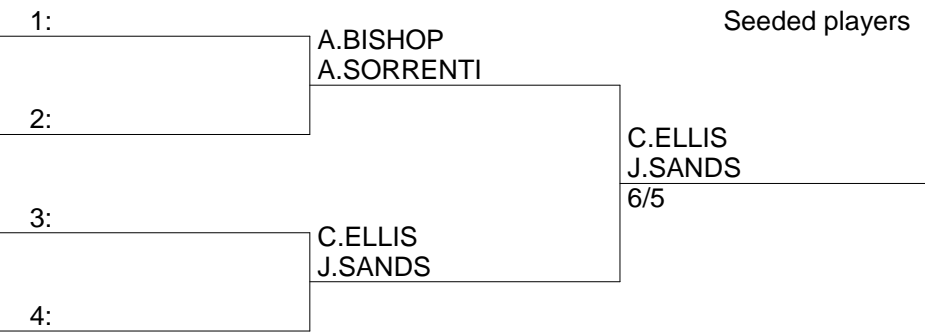 1:
Seeded players
A.BISHOP
A.SORRENTI
2:
C.ELLIS
J.SANDS
6/5
3:
C.ELLIS
J.SANDS
4: